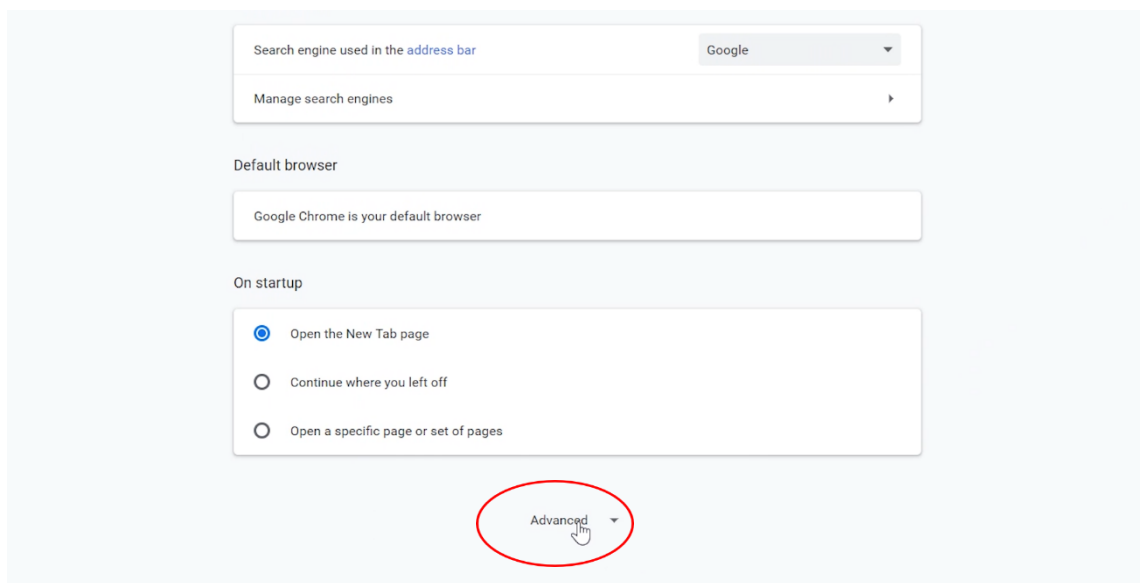 Search engine used in the address bar
Google
Manage search engines
Default browser
Google Chrome is your default browser
On startup
Open the New Tab page
Continue where you left off
Open a specific page or set of pages
Advanced